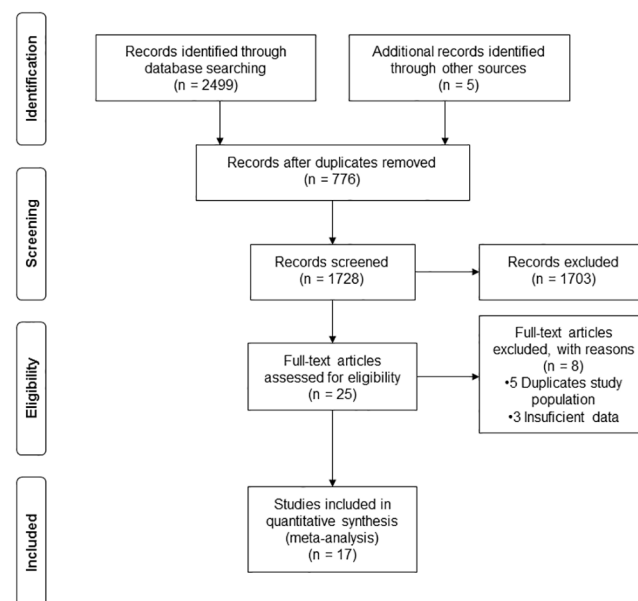 Identification
Records identified through
database searching
(n = 2499)
Additional records identified
through other sources
(n = 5)
Records after duplicates removed
(n = 776)
Screening
Records screened
(n = 1728)
Records excluded
(n = 1703)
Eligibility
Full-text articles
assessed for eligibility
(n = 25)
Full-text articles
excluded, with reasons
(n = 8)
•5 Duplicates study
population
•3 Insufficient data
Included
Studies included in
quantitative synthesis
(meta-analysis)
(n = 17)